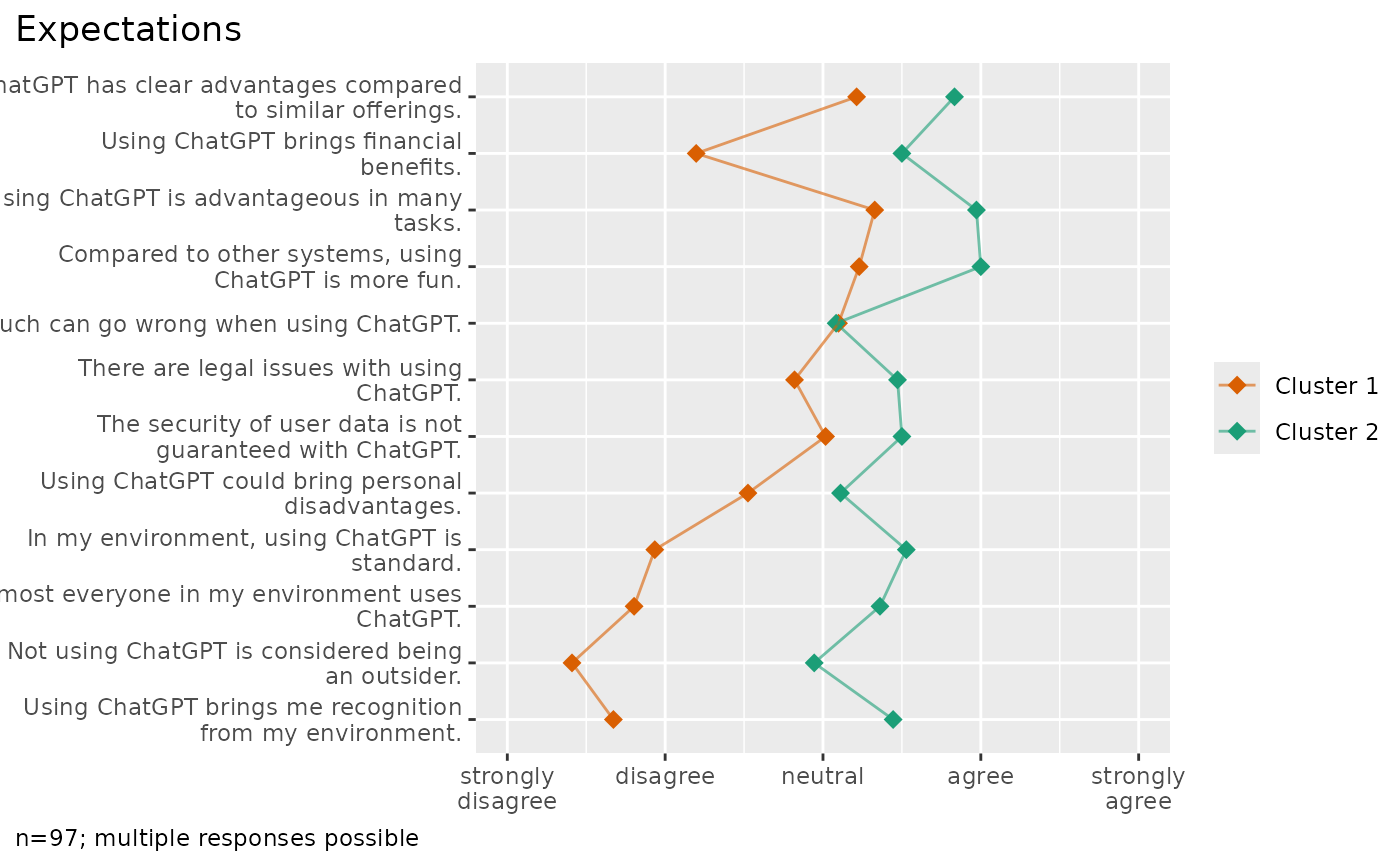 Expectations
hatGPT has clear advantages compared
to similar offerings.
Using ChatGPT brings financial
benefits.
sing ChatGPT is advantageous in many
tasks.
Compared to other systems, using
ChatGPT is more fun.
uch can go wrong when using ChatGPT.
There are legal issues with using
ChatGPT.
The security of user data is not
guaranteed with ChatGPT.
Using ChatGPT could bring personal
disadvantages.
In my environment, using ChatGPT is
standard.
most everyone in my environment uses
ChatGPT.
Not using ChatGPT is considered being
an outsider.
Using ChatGPT brings me recognition
from my environment.
strongly
disagree
disagree
neutral
agree
strongly
agree
Cluster 1
Cluster 2
n=97; multiple responses possible